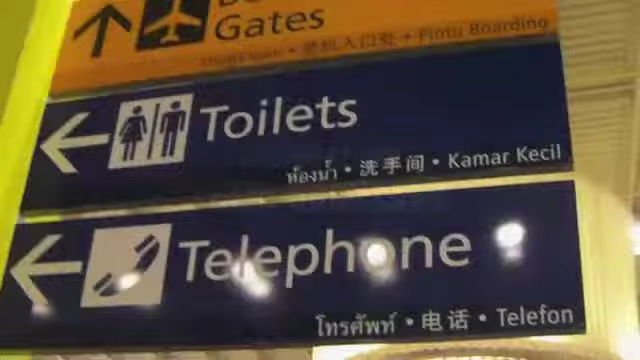 Gates
• Pintu Boarding
Toilets
ห้องน้ำ • 洗手间 • Kamar Kecil
Telephone
โทรศัพท์ • 电话 • Telefon